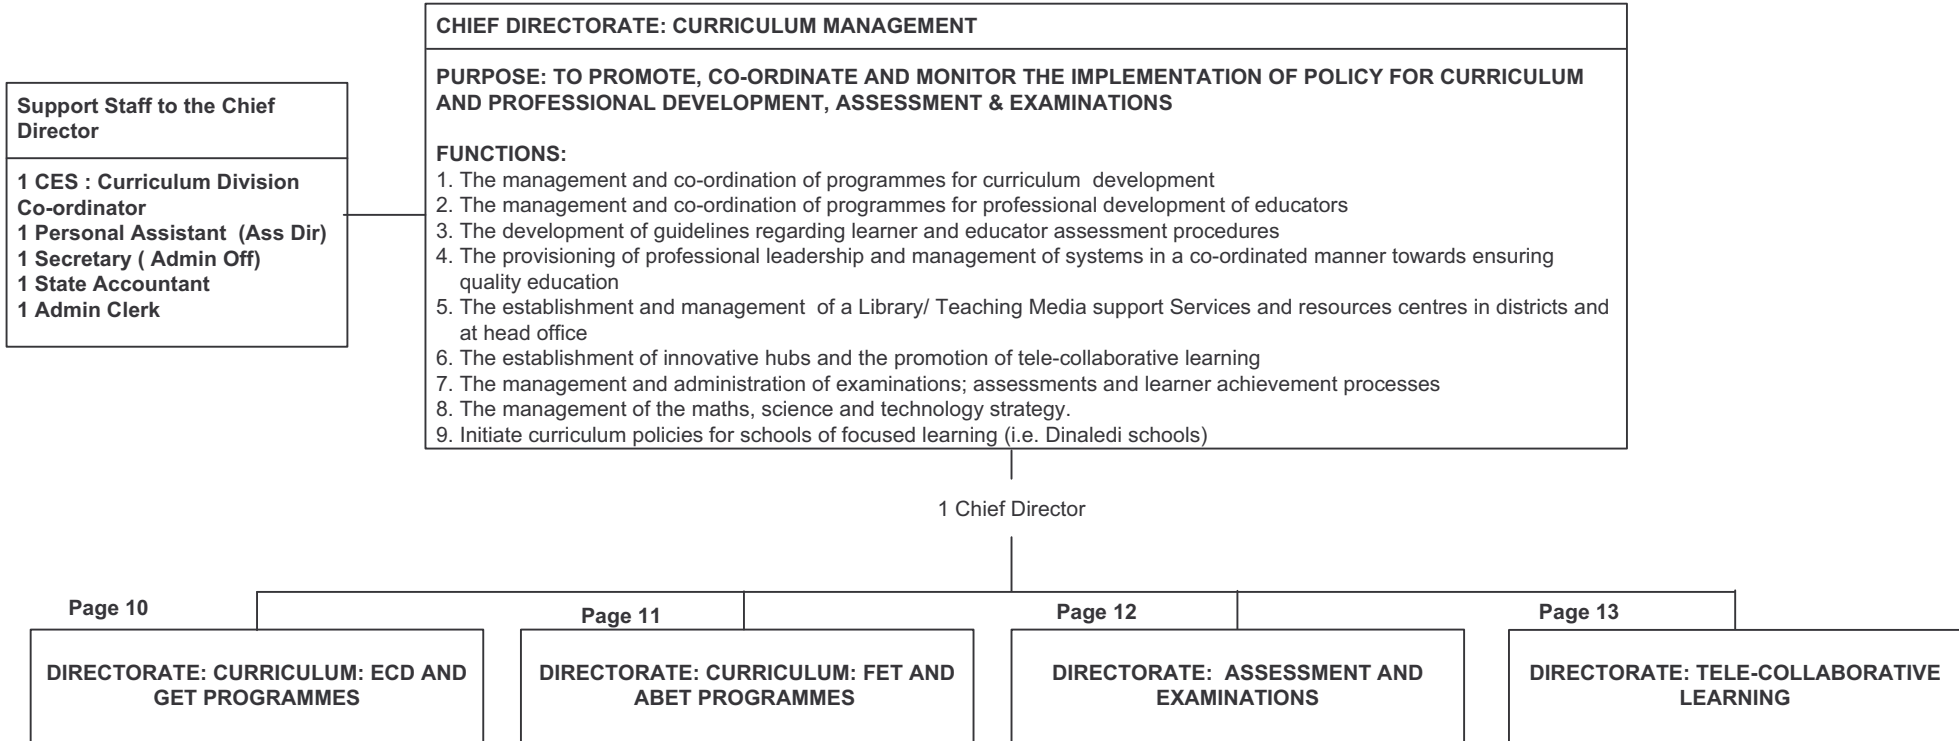 CHIEF DIRECTORATE: CURRICULUM MANAGEMENT
PURPOSE: TO PROMOTE, CO-ORDINATE AND MONITOR THE IMPLEMENTATION OF POLICY FOR CURRICULUM
AND PROFESSIONAL DEVELOPMENT, ASSESSMENT & EXAMINATIONS
FUNCTIONS:
1. The management and co-ordination of programmes for curriculum development
2. The management and co-ordination of programmes for professional development of educators
3. The development of guidelines regarding learner and educator assessment procedures
4. The provisioning of professional leadership and management of systems in a co-ordinated manner towards ensuring
quality education
5. The establishment and management of a Library/ Teaching Media support Services and resources centres in districts and
at head office
6. The establishment of innovative hubs and the promotion of tele-collaborative learning
7. The management and administration of examinations; assessments and learner achievement processes
8. The management of the maths, science and technology strategy.
9. Initiate curriculum policies for schools of focused learning (i.e. Dinaledi schools)
Support Staff to the Chief
Director
1 CES : Curriculum Division
Co-ordinator
1 Personal Assistant (Ass Dir)
1 Secretary ( Admin Off)
1 State Accountant
1 Admin Clerk
1 Chief Director
Page 10
DIRECTORATE: CURRICULUM: ECD AND
GET PROGRAMMES
Page 11
DIRECTORATE: CURRICULUM: FET AND
ABET PROGRAMMES
Page 12
DIRECTORATE: ASSESSMENT AND
EXAMINATIONS
Page 13
DIRECTORATE: TELE-COLLABORATIVE
LEARNING